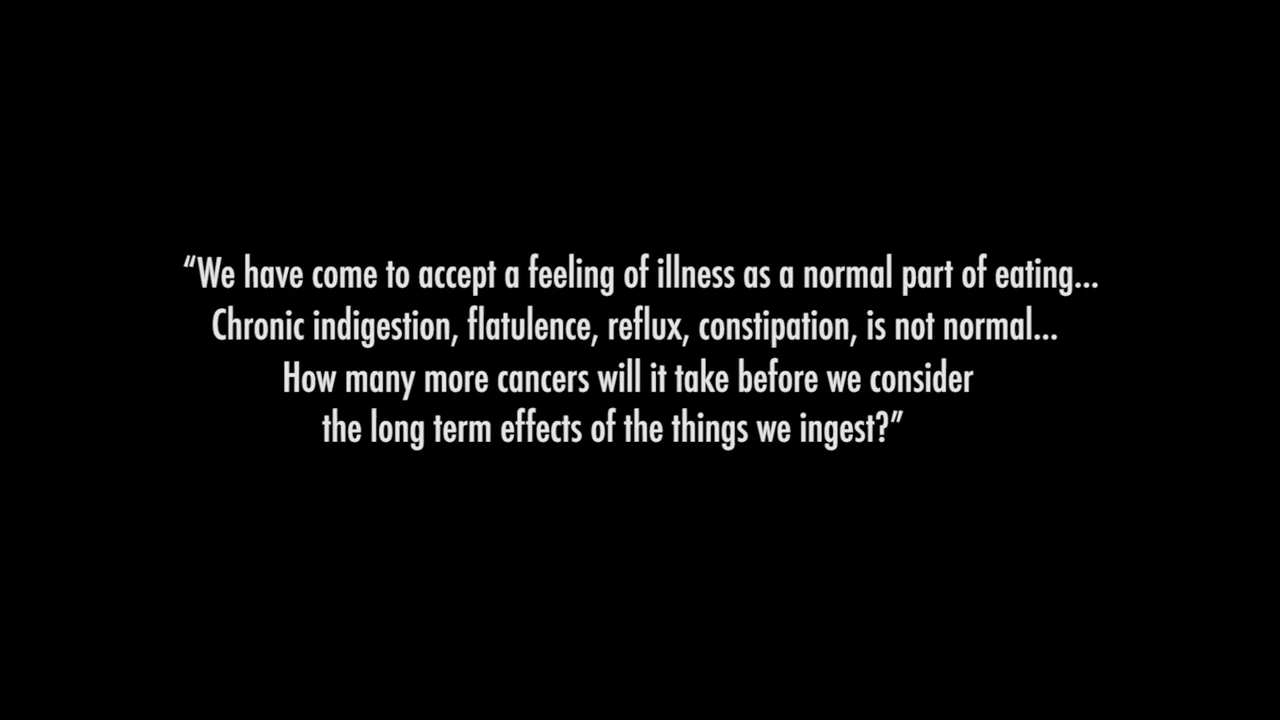 “We have come to accept a feeling of illness as a normal part of eating...
Chronic indigestion, flatulence, reflux, constipation, is not normal...
How many more cancers will it take before we consider
the long term effects of the things we ingest?”